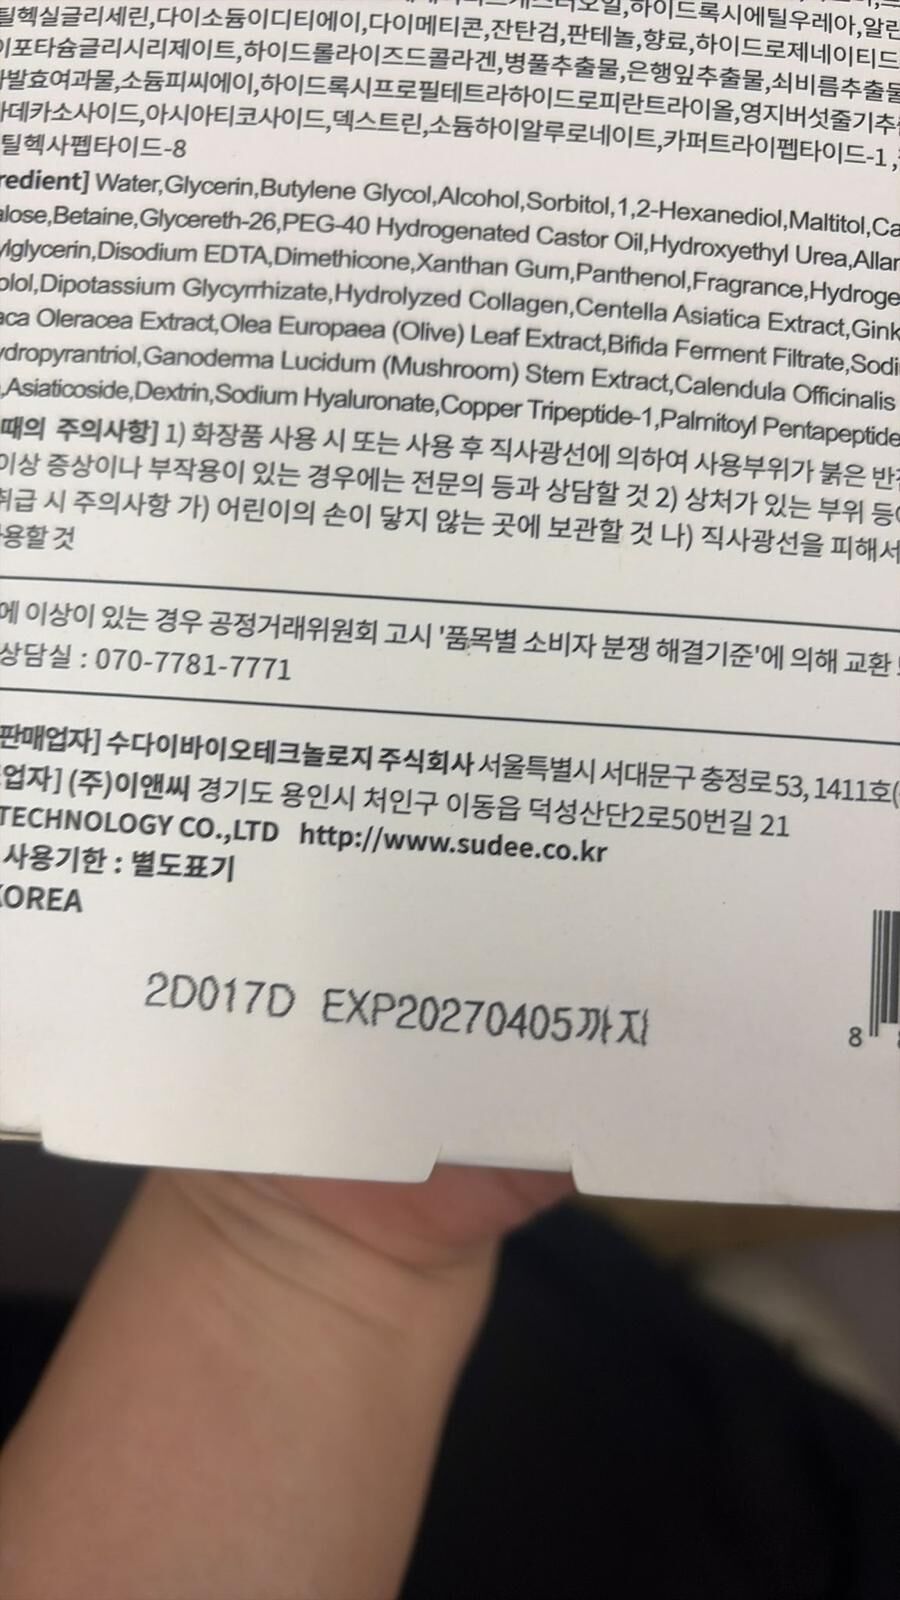 하이드록시에틸우레아,알란
틸헥실글리세린,다이소듐이디티에이,다이메티콘,잔탄검,판테놀,향료,하이드로제네이티드
이포타슘글리시리제이트,하이드롤라이즈드콜라겐,병풀추출물,은행잎추출물,쇠비름추출물
발효여과물,소듐피씨에이,하이드록시프로필테트라하이드로피란트라이올,영지버섯줄기추출
데카소사이드,아시아티코사이드,덱스트린,소듐하이알루로네이트,카퍼트라이펩타이드-1,
틸헥사펩타이드-8
redient] Water,Glycerin,Butylene Glycol,Alcohol,Sorbitol,1,2-Hexanediol,Maltitol,Ca
alose,Betaine,Glycereth-26,PEG-40 Hydrogenated Castor Oil,Hydroxyethyl Urea,Allan
ylglycerin,Disodium EDTA,Dimethicone,Xanthan Gum,Panthenol,Fragrance,Hydroge
olol,Dipotassium Glycyrrhizate,Hydrolyzed Collagen,Centella Asiatica Extract,Gink
aca Oleracea Extract,Olea Europaea (Olive) Leaf Extract,Bifida Ferment Filtrate,Sodi
ydropyrantriol,Ganoderma Lucidum (Mushroom) Stem Extract,Calendula Officinalis
,Asiaticoside,Dextrin,Sodium Hyaluronate,Copper Tripeptide-1,Palmitoyl Pentapeptide
때의 주의사항] 1) 화장품 사용 시 또는 사용 후 직사광선에 의하여 사용부위가 붉은 반점
이상 증상이나 부작용이 있는 경우에는 전문의 등과 상담할 것 2) 상처가 있는 부위 등에
취급 시 주의사항 가) 어린이의 손이 닿지 않는 곳에 보관할 것 나) 직사광선을 피해서
용할 것
에 이상이 있는 경우 공정거래위원회 고시 '품목별 소비자 분쟁 해결기준'에 의해 교환
상담실 : 070-7781-7771
판매업자] 수다이바이오테크놀로지 주식회사 서울특별시 서대문구 충정로 53, 1411호(
업자] (주)이앤씨 경기도 용인시 처인구 이동읍 덕성산단2로50번길 21
TECHNOLOGY CO.,LTD http://www.sudee.co.kr
사용기한 : 별도표기
KOREA
2D017D EXP20270405까지
8